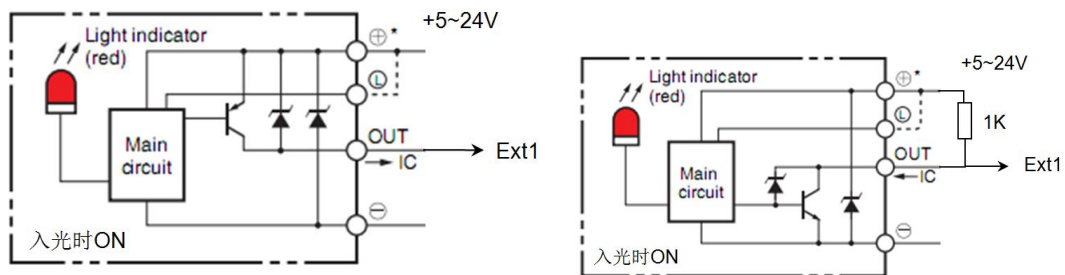 +5~24V
Light indicator
(red)
⊕*
Ⓛ
Main
circuit
OUT
IC
Ext1
⊖
入光时ON
+5~24V
Light indicator
(red)
⊕*
Ⓛ
1K
Main
circuit
OUT
IC
Ext1
⊖
入光时ON